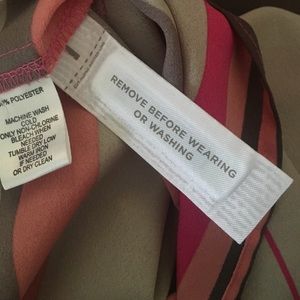 % POLYESTER
MACHINE WASH
COLD
ONLY NON-CHLORINE
BLEACH WHEN
TUMBLE DRY LOW
WARM IRON
IF NEEDED
OR DRY CLEAN
REMOVE BEFORE WEARING
OR WASHING